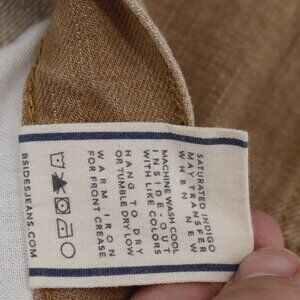 SATURATED INDIGO
MAY TRANSFER
WHEN NEW
MACHINE WASH COOL
INSIDE-OUT
WITH LIKE COLORS
HANG TO DRY
OR TUMBLE DRY-LOW
WARM IRON
FOR FRONT CREASE
BSIDESJEANS.COM